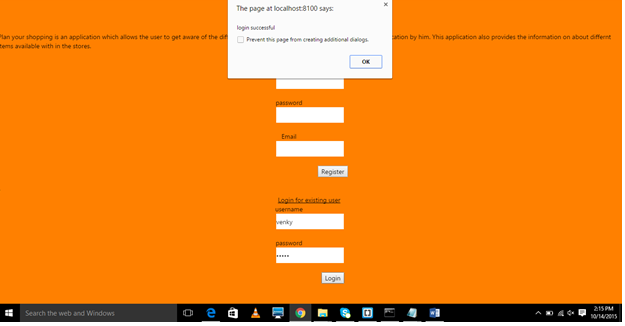 The page at localhost:8100 says:
login successful
Prevent this page from creating additional dialogs.
OK
Plan your shopping is an application which allows the user to get aware of the diff
cation by him. Yhis application also provides the information on about differnt
tems available with in the stores.
password
Email
Register
Login for existing user
username
venky
password
•••••
Login
Search the web and Windows
2:15 PM
10/14/2015